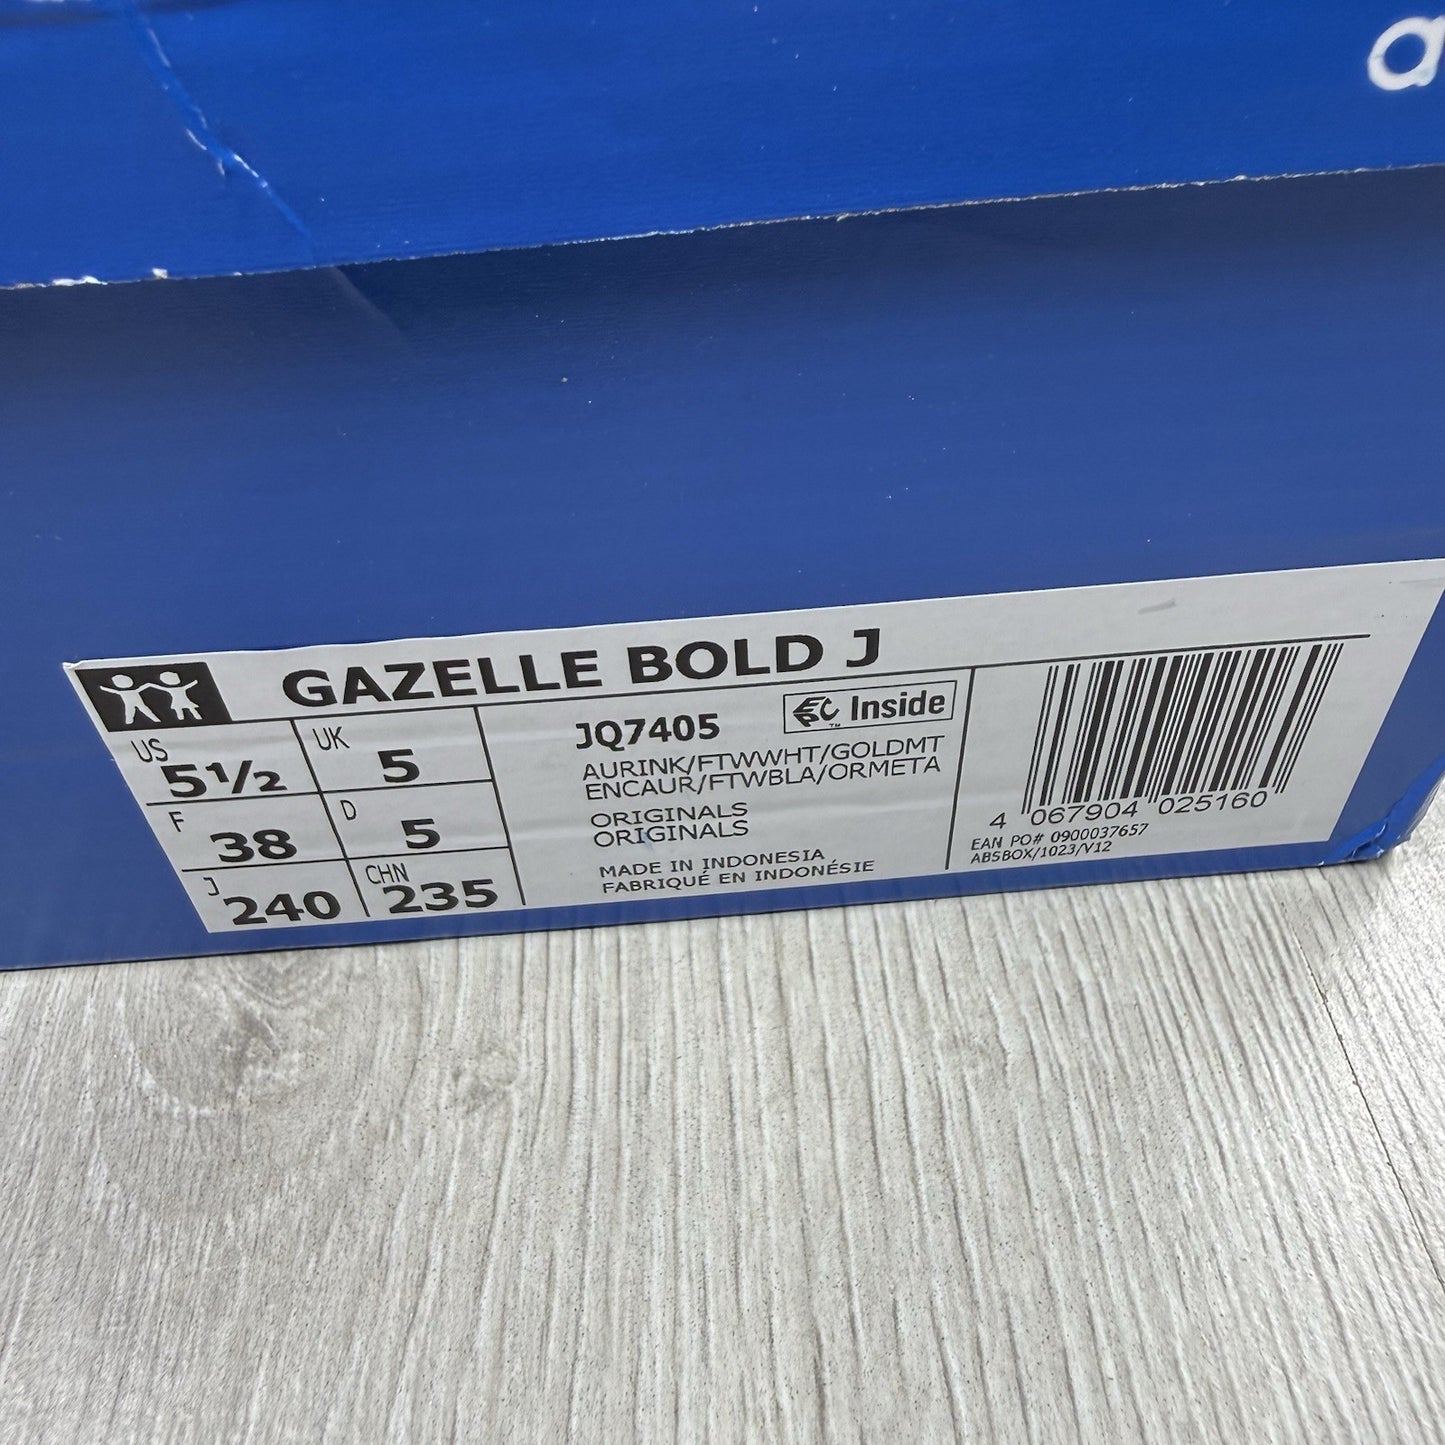 a
GAZELLE BOLD J
US 5½
UK 5
F 38
D 5
J 240
CHN 235
JQ7405
EPC™ Inside
AURINK/FTWWHT/GOLDMT
ENCAUR/FTWBLA/ORMETA
ORIGINALS
ORIGINALS
MADE IN INDONESIA
FABRIQUÉ EN INDONÉSIE
4 067904 025160
EAN PO# 0900037657
ABSBOX/1023/V12